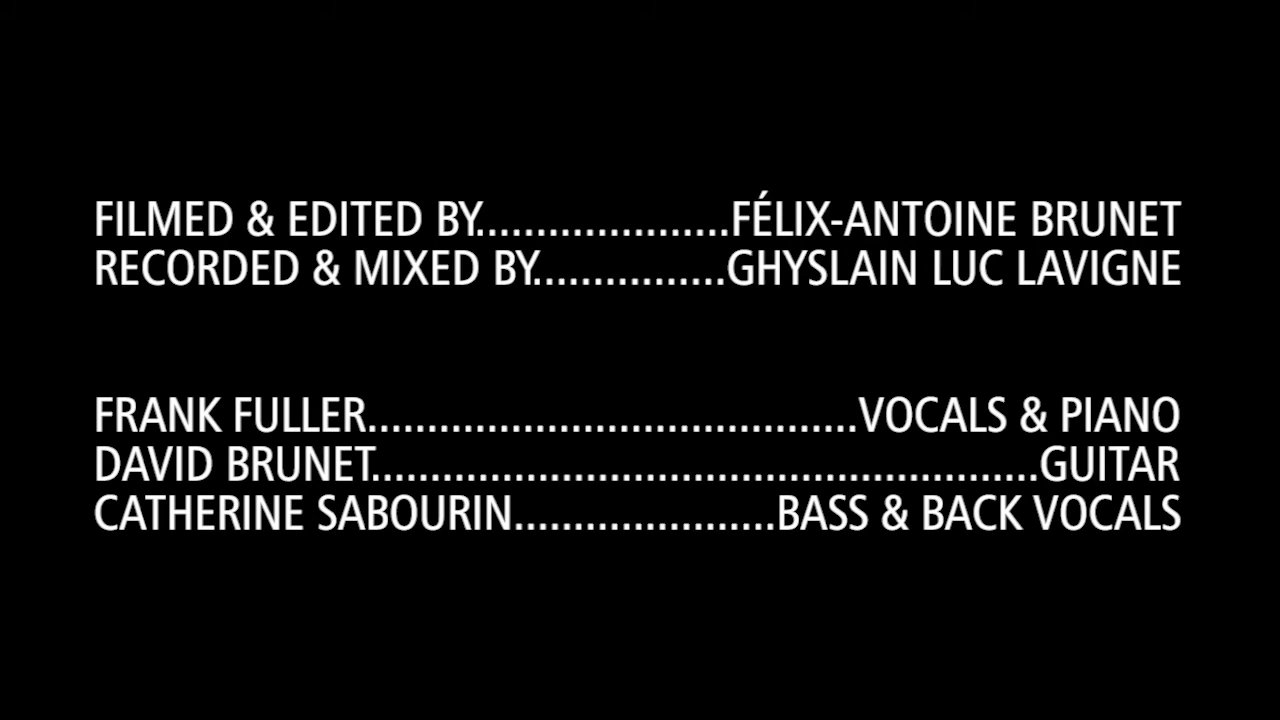 FILMED & EDITED BY.....................FÉLIX-ANTOINE BRUNET
RECORDED & MIXED BY................GHYSLAIN LUC LAVIGNE
FRANK FULLER.........................................VOCALS & PIANO
DAVID BRUNET........................................................GUITAR
CATHERINE SABOURIN......................BASS & BACK VOCALS